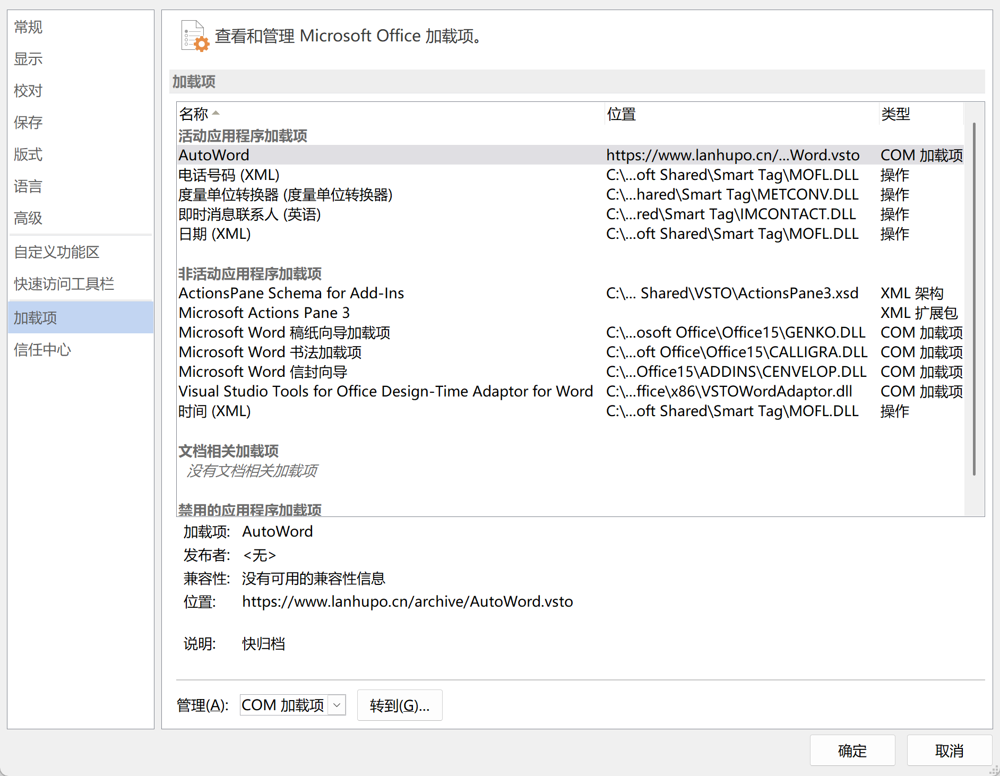 常规
显示
校对
保存
版式
语言
高级
自定义功能区
快速访问工具栏
加载项
信任中心
查看和管理 Microsoft Office 加载项。
加载项
名称 位置 类型
活动应用程序加载项
AutoWord https://www.lanhupo.cn/...Word.vsto COM 加载项
电话号码 (XML) C:\...oft Shared\Smart Tag\MOFL.DLL 操作
度量单位转换器 (度量单位转换器) C:\...hared\Smart Tag\METCONV.DLL 操作
即时消息联系人 (英语) C:\...red\Smart Tag\IMCONTACT.DLL 操作
日期 (XML) C:\...oft Shared\Smart Tag\MOFL.DLL 操作
非活动应用程序加载项
ActionsPane Schema for Add-Ins C:\... Shared\VSTO\ActionsPane3.xsd XML 架构
Microsoft Actions Pane 3 XML 扩展包
Microsoft Word 稿纸向导加载项 C:\...osoft Office\Office15\GENKO.DLL COM 加载项
Microsoft Word 书法加载项 C:\...oft Office\Office15\CALLIGRA.DLL COM 加载项
Microsoft Word 信封向导 C:\...Office15\ADDINS\CENVELOP.DLL COM 加载项
Visual Studio Tools for Office Design-Time Adaptor for Word C:\...ffice\x86\VSTOWordAdaptor.dll COM 加载项
时间 (XML) C:\...oft Shared\Smart Tag\MOFL.DLL 操作
文档相关加载项
没有文档相关加载项
禁用的应用程序加载项
加载项: AutoWord
发布者: <无>
兼容性: 没有可用的兼容性信息
位置: https://www.lanhupo.cn/archive/AutoWord.vsto
说明: 快归档
管理(A): COM 加载项 转到(G)...
确定 取消